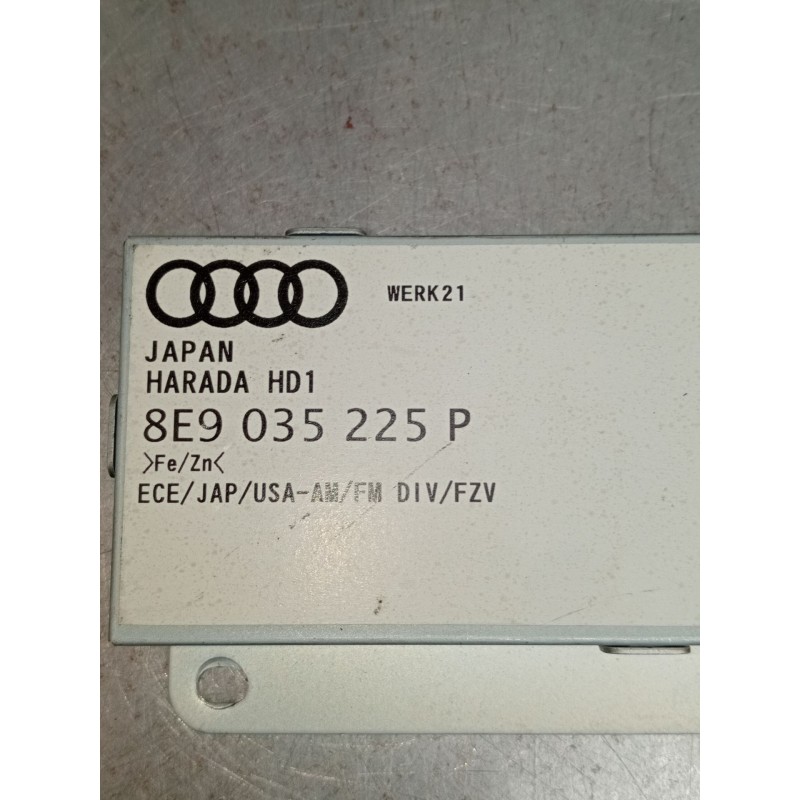 WERK21
JAPAN
HARADA HD1
8E9 035 225 P
>Fe/Zn<
ECE/JAP/USA-AM/FM DIV/FZV